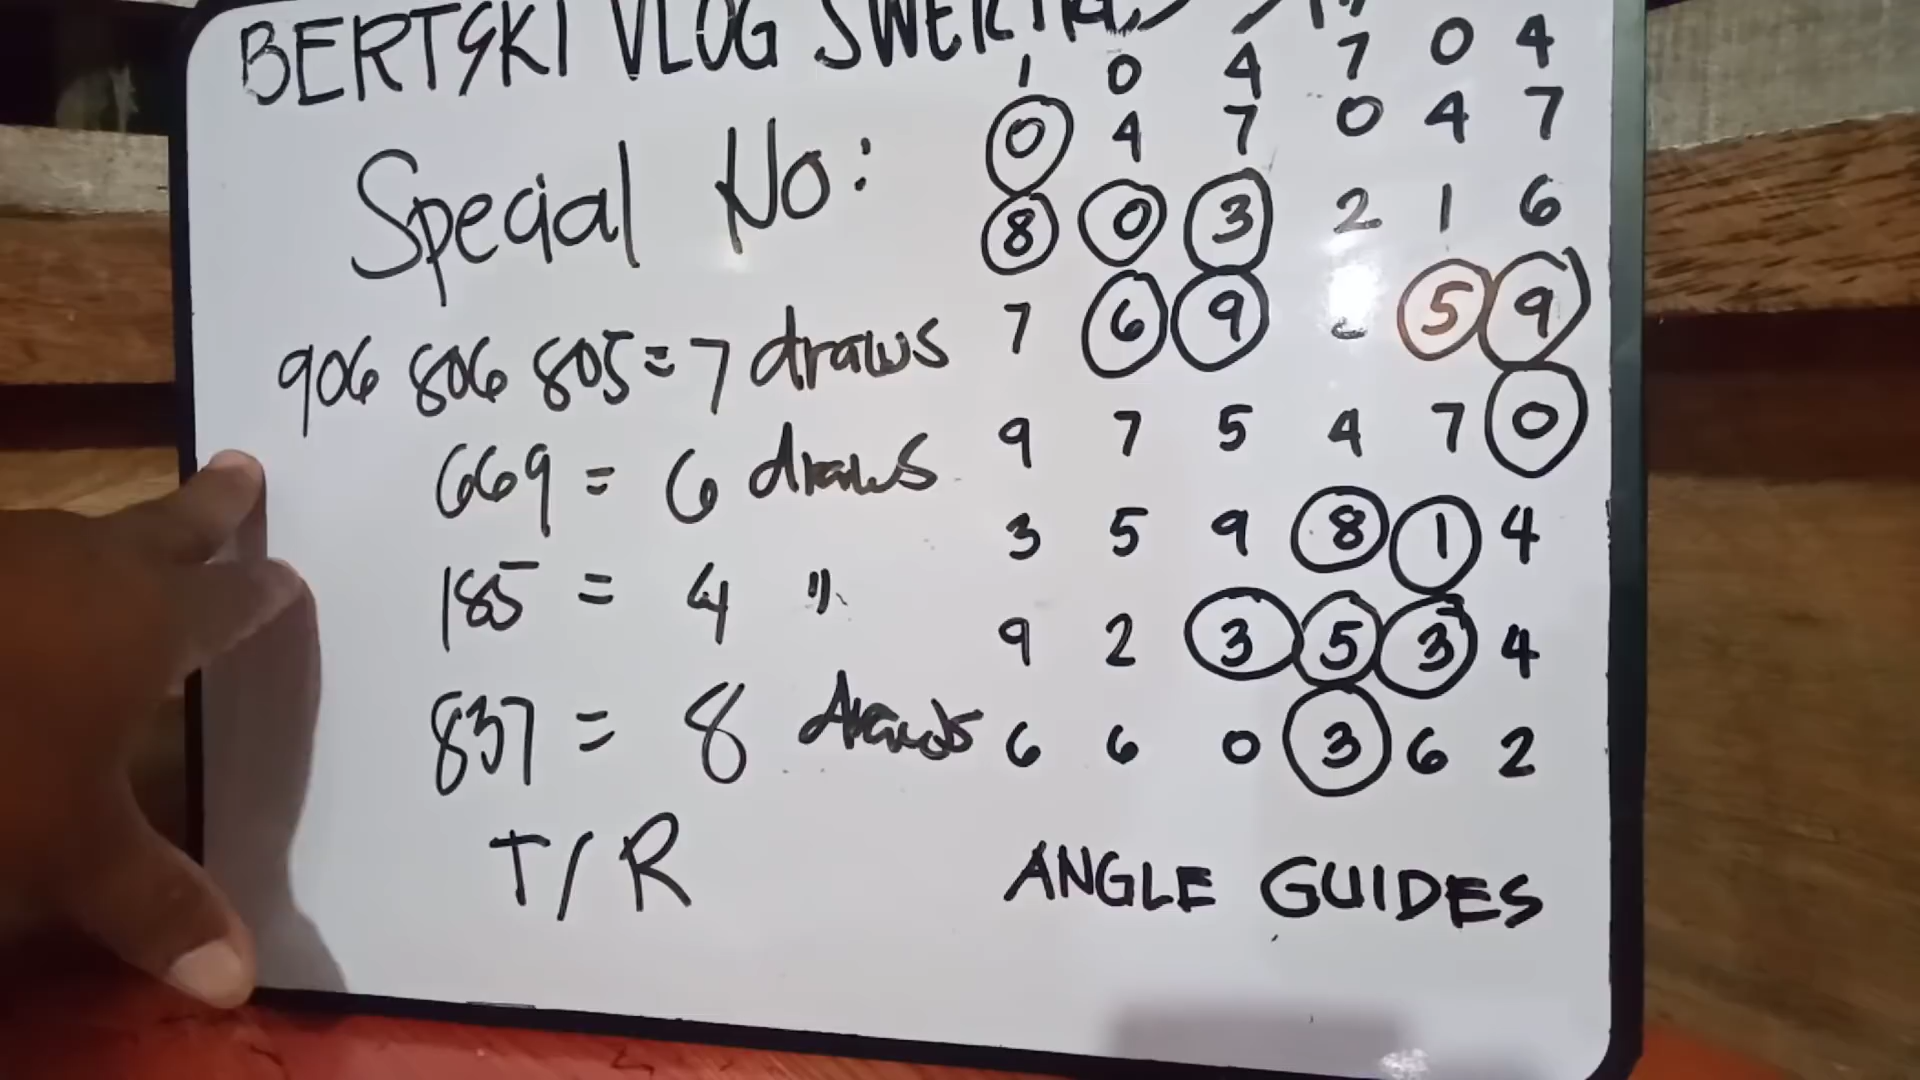 BERTSKI VLOG SWERTRES
Special No:
906 806 805 = 7 draws
669 = 6 draws
185 = 4 "
837 = 8 draws
T/R
1 0 4 7 0 4
0 4 7 0 4 7
8 0 3 2 1 6
7 6 9 5 9
9 7 5 4 7 0
3 5 9 8 1 4
9 2 3 5 3 4
6 6 0 3 6 2
ANGLE GUIDES